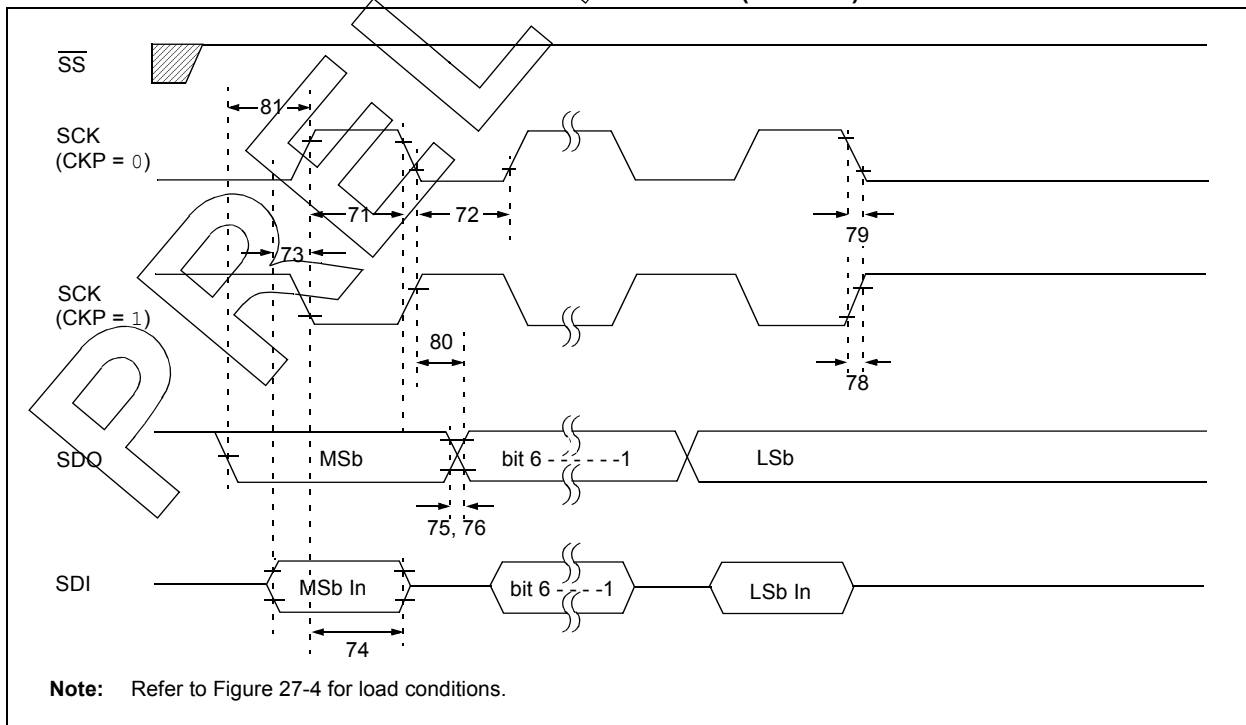 SS
81
SCK
(CKP = 0)
71
72
79
73
SCK
(CKP = 1)
80
78
SDO
MSb
bit 6 - - - - - - -1
LSb
75, 76
SDI
MSb In
bit 6 - - - - -1
LSb In
74
Note: Refer to Figure 27-4 for load conditions.
PREL